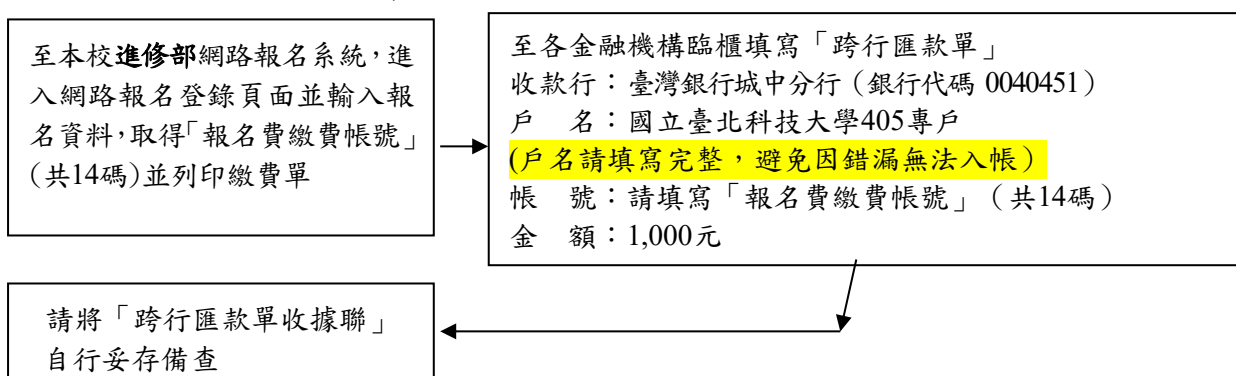 至本校進修部網路報名系統，進
入網路報名登錄頁面並輸入報
名資料，取得「報名費繳費帳號」
（共14碼）並列印繳費單
至各金融機構臨櫃填寫「跨行匯款單」
收款行：臺灣銀行城中分行（銀行代碼 0040451）
戶　名：國立臺北科技大學405專戶
(戶名請填寫完整，避免因錯漏無法入帳）
帳　號：請填寫「報名費繳費帳號」（共14碼）
金　額：1,000元
請將「跨行匯款單收據聯」
自行妥存備查